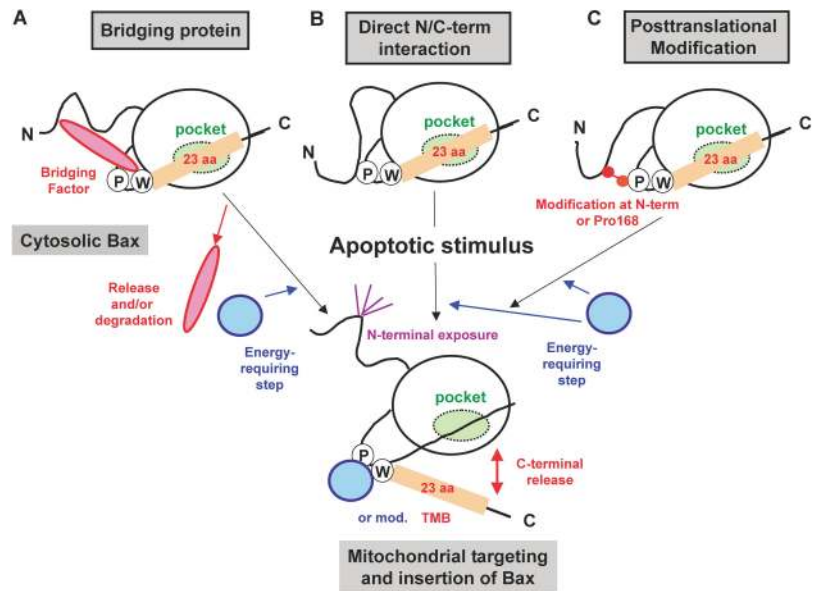 A
Bridging protein
N
pocket
23 aa
C
Bridging
Factor
P
W
B
Direct N/C-term
interaction
N
pocket
23 aa
C
P
W
C
Posttranslational
Modification
N
pocket
23 aa
C
P
W
Modification at N-term
or Pro168
Cytosolic Bax
Apoptotic stimulus
Release
and/or
degradation
Energy-
requiring
step
N-terminal exposure
Energy-
requiring
step
pocket
P
W
23 aa
C-terminal
release
or mod.
TMB
C
Mitochondrial targeting
and insertion of Bax